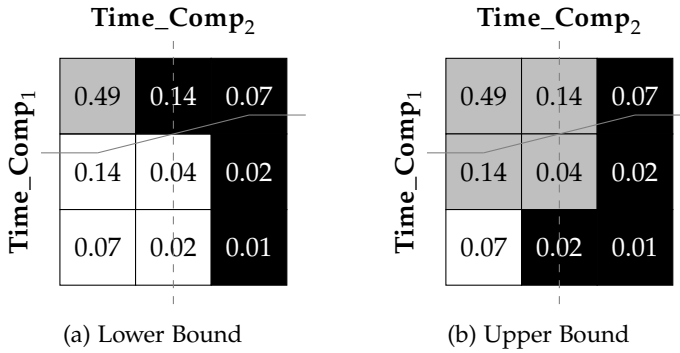 Time_Comp₂ Time_Comp₂
Time_Comp₁ Time_Comp₁
0.49 0.14 0.07 0.49 0.14 0.07
0.14 0.04 0.02 0.14 0.04 0.02
0.07 0.02 0.01 0.07 0.02 0.01
(a) Lower Bound (b) Upper Bound